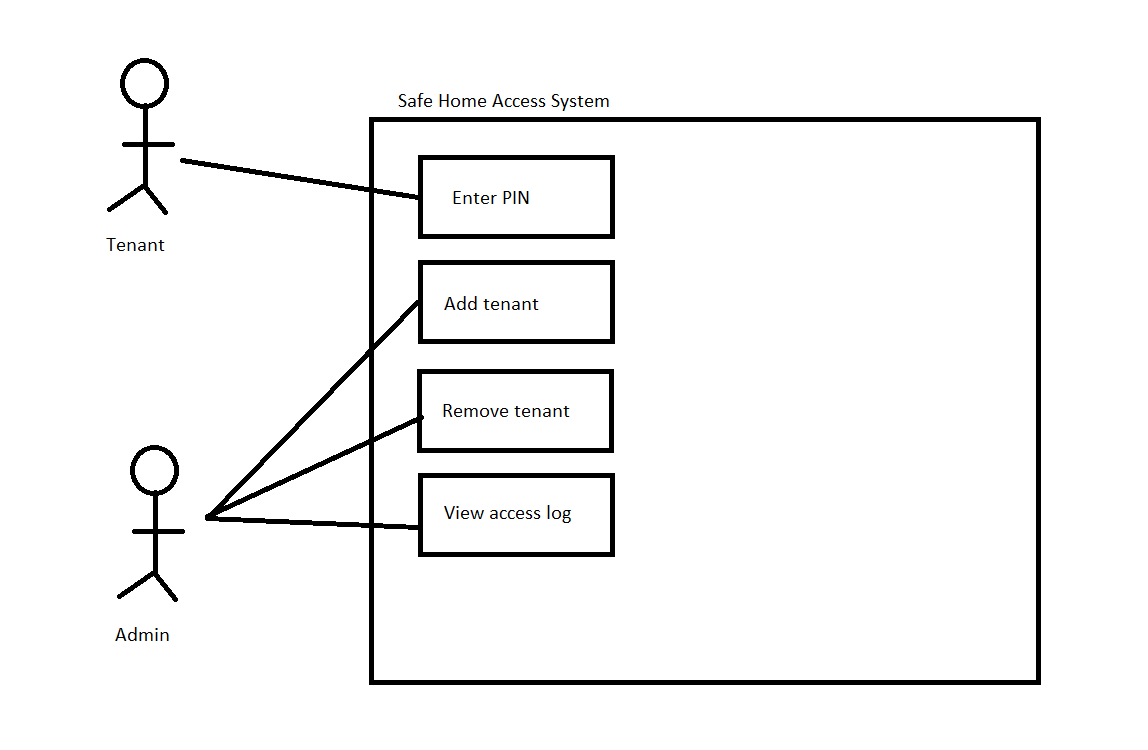 Safe Home Access System
Enter PIN
Tenant
Add tenant
Remove tenant
View access log
Admin